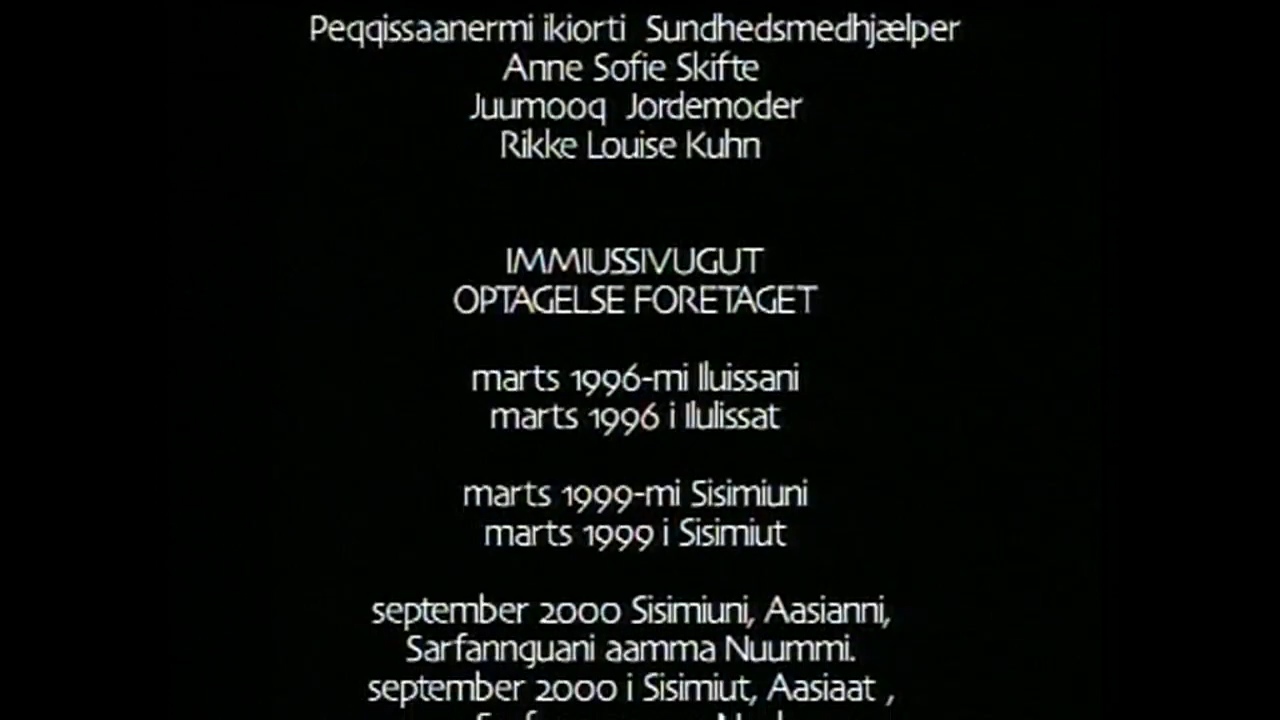 Peqqissaanermi ikiorti Sundhedsmedhjælper
Anne Sofie Skifte
Juumooq Jordemoder
Rikke Louise Kuhn
IMMIUSSIVUGUT
OPTAGELSE FORETAGET
marts 1996-mi Iluissani
marts 1996 i Ilulissat
marts 1999-mi Sisimiuni
marts 1999 i Sisimiut
september 2000 Sisimiuni, Aasianni,
Sarfannguani aamma Nuummi.
september 2000 i Sisimiut, Aasiaat ,